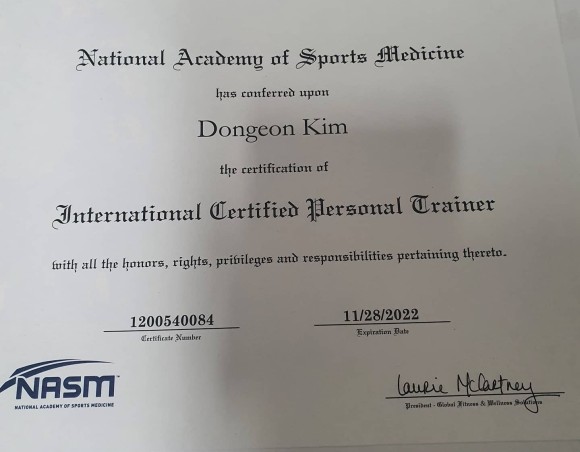 National Academy of Sports Medicine
has conferred upon
Dongeon Kim
the certification of
International Certified Personal Trainer
with all the honors, rights, privileges and responsibilities pertaining thereto.
1200540084
Certificate Number
11/28/2022
Expiration Date
NASM
NATIONAL ACADEMY OF SPORTS MEDICINE
Laurie McCartney
President - Global Fitness & Wellness Solutions